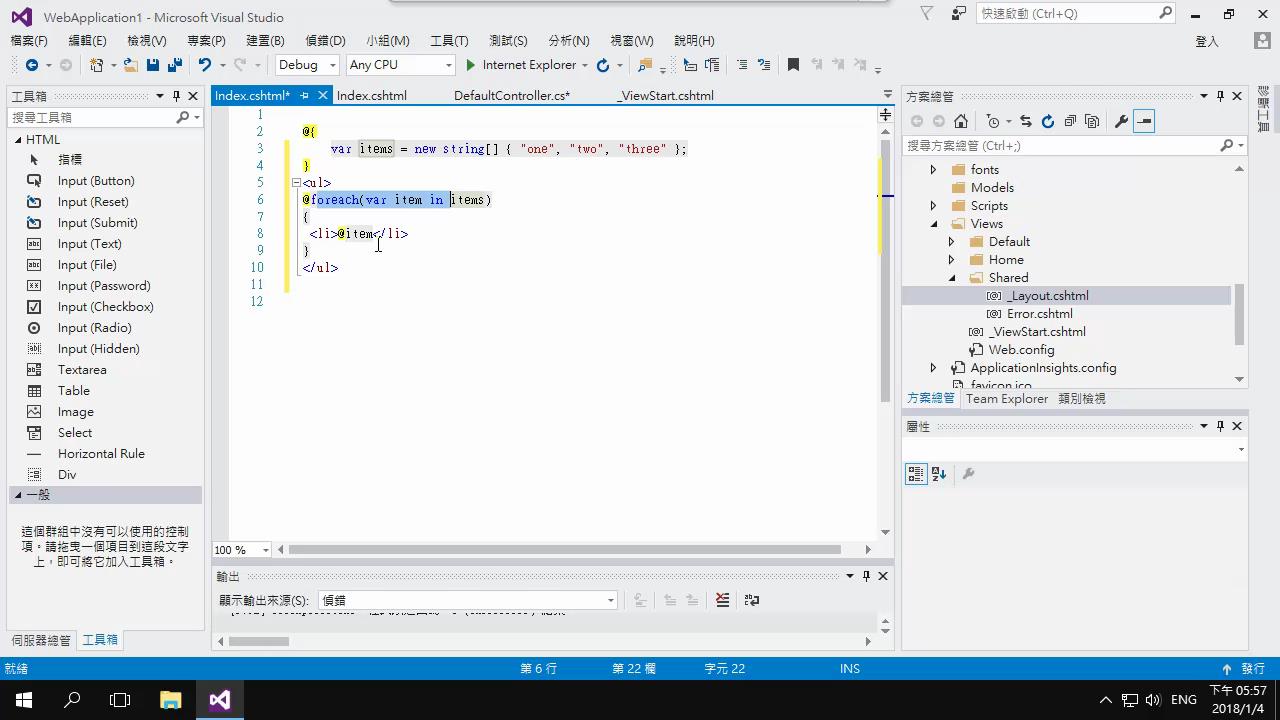 WebApplication1 - Microsoft Visual Studio
快速啟動 (Ctrl+Q)
檔案(F) 編輯(E) 檢視(V) 專案(P) 建置(B) 偵錯(D) 小組(M) 工具(T) 測試(S) 分析(N) 視窗(W) 說明(H)
登入
Debug Any CPU Internet Explorer
工具箱
搜尋工具箱
HTML
指標
Input (Button)
Input (Reset)
Input (Submit)
Input (Text)
Input (File)
Input (Password)
Input (Checkbox)
Input (Radio)
Input (Hidden)
Textarea
Table
Image
Select
Horizontal Rule
Div
一般
這個群組中沒有可以使用的控制
項。請拖曳一個項目到這段文字
上，即可將它加入工具箱。
伺服器總管 工具箱
Index.cshtml* Index.cshtml DefaultController.cs* _ViewStart.cshtml
1
2 @{
3 var items = new string[] { "one", "two", "three" };
4 }
5 <ul>
6 @foreach(var item in items)
7 {
8 <li>@item</li>
9 }
10 </ul>
11
12
100 %
輸出
顯示輸出來源(S): 偵錯
方案總管
搜尋方案總管 (Ctrl+;)
fonts
Models
Scripts
Views
Default
Home
Shared
_Layout.cshtml
Error.cshtml
_ViewStart.cshtml
Web.config
ApplicationInsights.config
favicon.ico
方案總管 Team Explorer 類別檢視
屬性
就緒 第 6 行 第 22 欄 字元 22 INS 發行
ENG
下午 05:57
2018/1/4